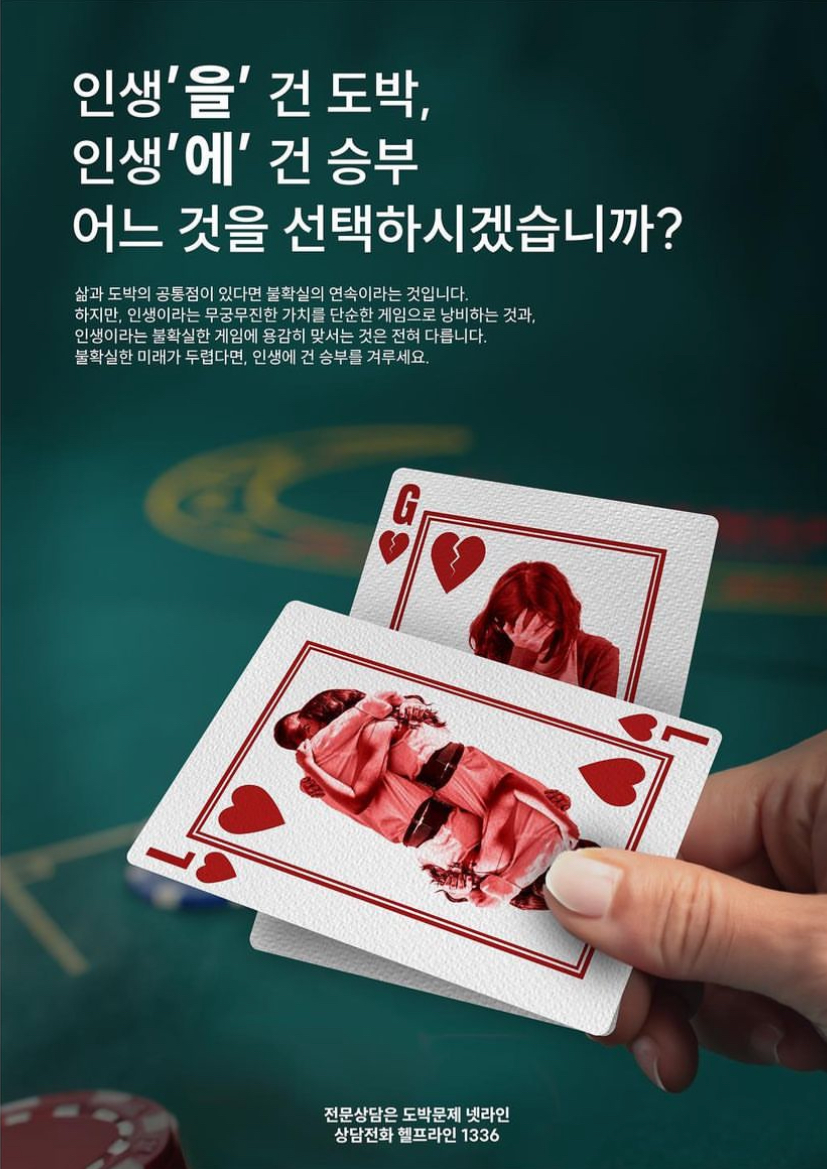 인생'을' 건 도박,
인생'에' 건 승부
어느 것을 선택하시겠습니까?
삶과 도박의 공통점이 있다면 불확실의 연속이라는 것입니다.
하지만, 인생이라는 무궁무진한 가치를 단순한 게임으로 낭비하는 것과,
인생이라는 불확실한 게임에 용감히 맞서는 것은 전혀 다릅니다.
불확실한 미래가 두렵다면, 인생에 건 승부를 겨루세요.
G
L
L
전문상담은 도박문제 넷라인
상담전화 헬프라인 1336